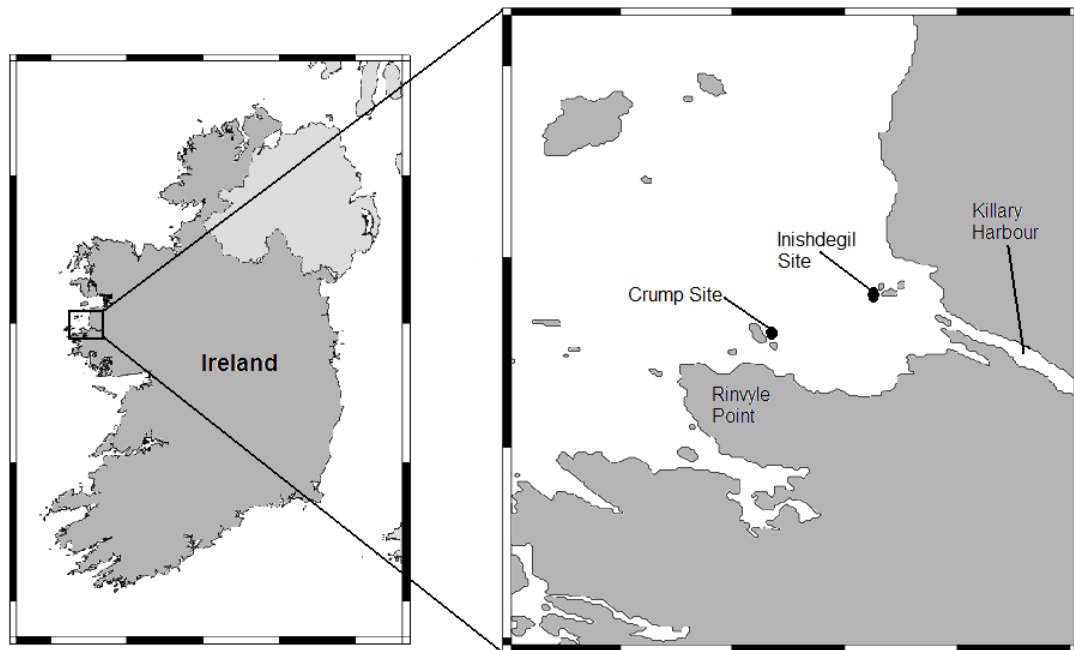 Ireland
Killary
Harbour
Inishdegil
Site
Crump Site
Rinvyle
Point